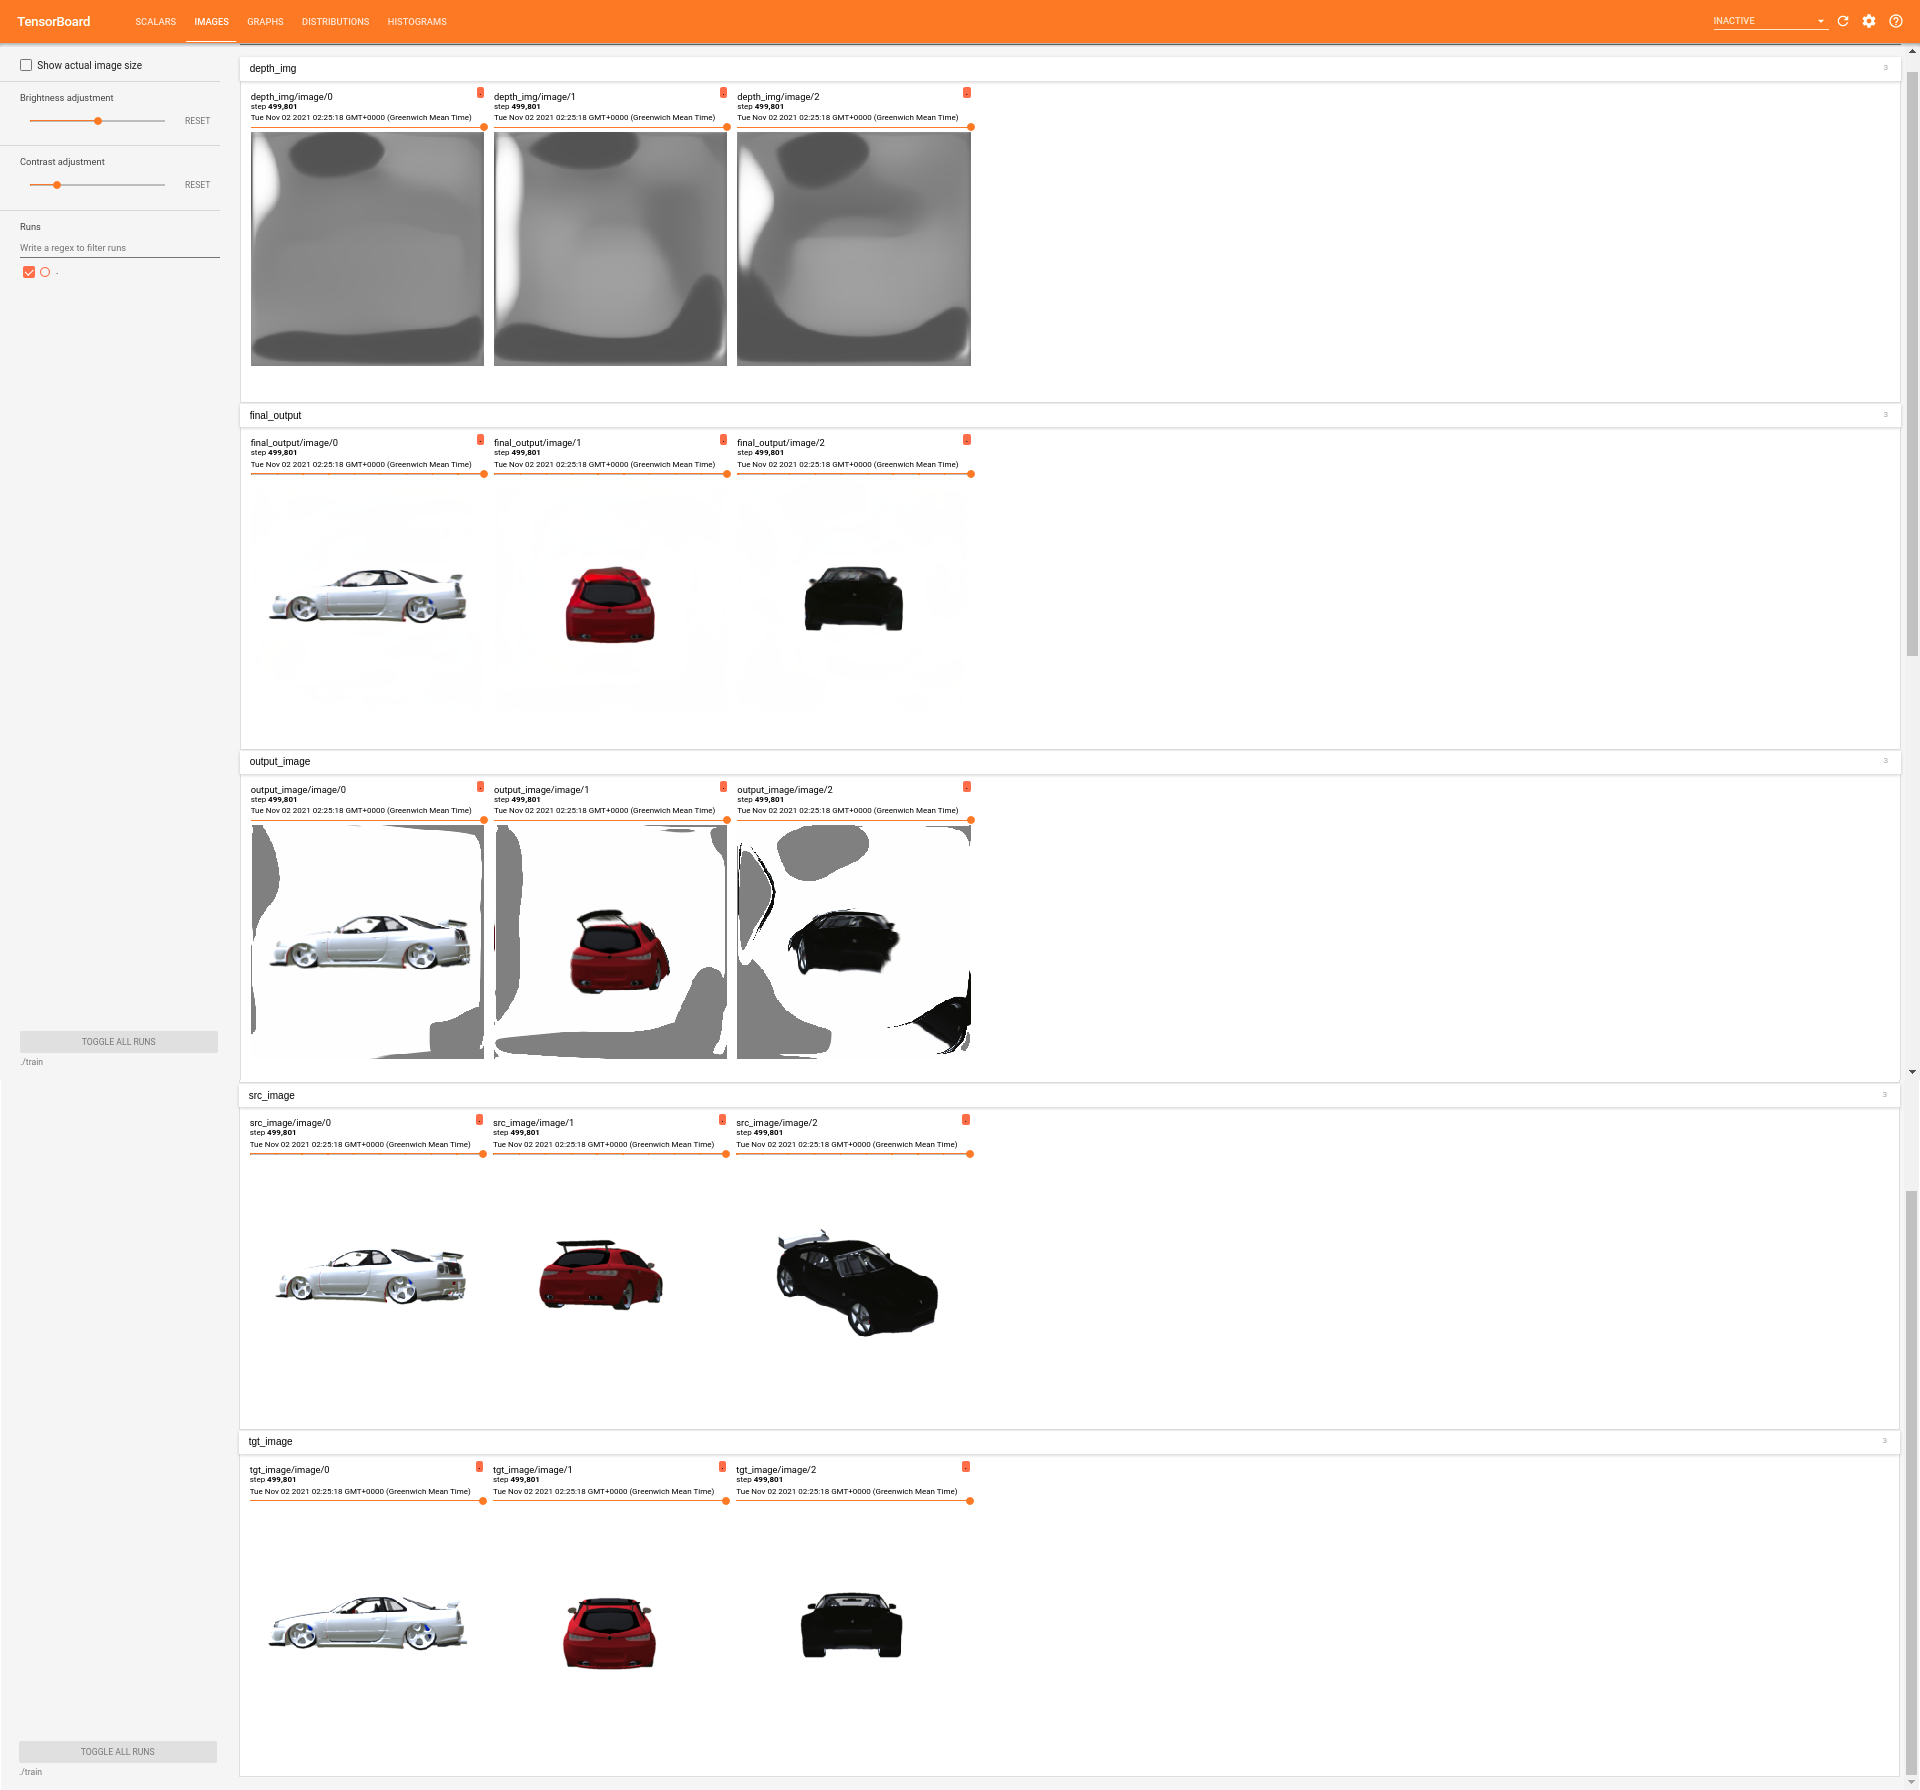 TensorBoard SCALARS IMAGES GRAPHS DISTRIBUTIONS HISTOGRAMS INACTIVE
Show actual image size
Brightness adjustment
RESET
Contrast adjustment
RESET
Runs
Write a regex to filter runs
.
TOGGLE ALL RUNS
./train
depth_img 3
depth_img/image/0 depth_img/image/1 depth_img/image/2
step 499,801 step 499,801 step 499,801
Tue Nov 02 2021 02:25:18 GMT+0000 (Greenwich Mean Time) Tue Nov 02 2021 02:25:18 GMT+0000 (Greenwich Mean Time) Tue Nov 02 2021 02:25:18 GMT+0000 (Greenwich Mean Time)
final_output 3
final_output/image/0 final_output/image/1 final_output/image/2
step 499,801 step 499,801 step 499,801
Tue Nov 02 2021 02:25:18 GMT+0000 (Greenwich Mean Time) Tue Nov 02 2021 02:25:18 GMT+0000 (Greenwich Mean Time) Tue Nov 02 2021 02:25:18 GMT+0000 (Greenwich Mean Time)
output_image 3
output_image/image/0 output_image/image/1 output_image/image/2
step 499,801 step 499,801 step 499,801
Tue Nov 02 2021 02:25:18 GMT+0000 (Greenwich Mean Time) Tue Nov 02 2021 02:25:18 GMT+0000 (Greenwich Mean Time) Tue Nov 02 2021 02:25:18 GMT+0000 (Greenwich Mean Time)
src_image 3
src_image/image/0 src_image/image/1 src_image/image/2
step 499,801 step 499,801 step 499,801
Tue Nov 02 2021 02:25:18 GMT+0000 (Greenwich Mean Time) Tue Nov 02 2021 02:25:18 GMT+0000 (Greenwich Mean Time) Tue Nov 02 2021 02:25:18 GMT+0000 (Greenwich Mean Time)
tgt_image 3
tgt_image/image/0 tgt_image/image/1 tgt_image/image/2
step 499,801 step 499,801 step 499,801
Tue Nov 02 2021 02:25:18 GMT+0000 (Greenwich Mean Time) Tue Nov 02 2021 02:25:18 GMT+0000 (Greenwich Mean Time) Tue Nov 02 2021 02:25:18 GMT+0000 (Greenwich Mean Time)
TOGGLE ALL RUNS
./train